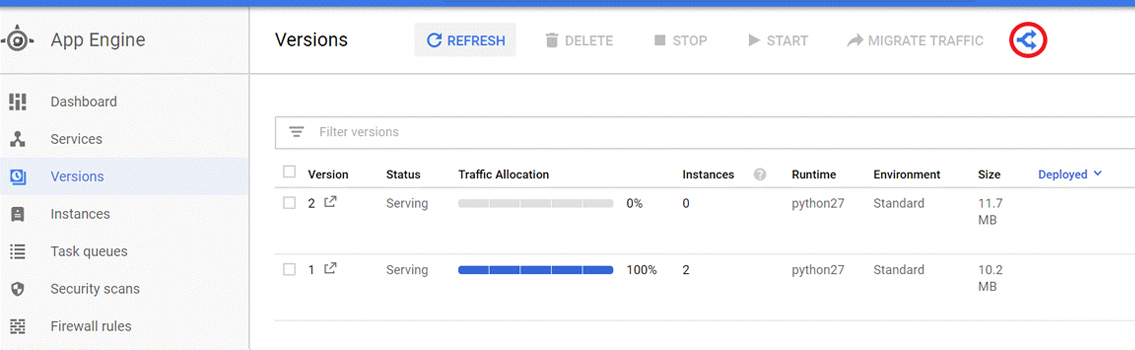 App Engine
Versions
REFRESH
DELETE
STOP
START
MIGRATE TRAFFIC
Dashboard
Services
Versions
Instances
Task queues
Security scans
Firewall rules
Filter versions
Version Status Traffic Allocation Instances ? Runtime Environment Size Deployed
2 Serving 0% 0 python27 Standard 11.7
MB
1 Serving 100% 2 python27 Standard 10.2
MB